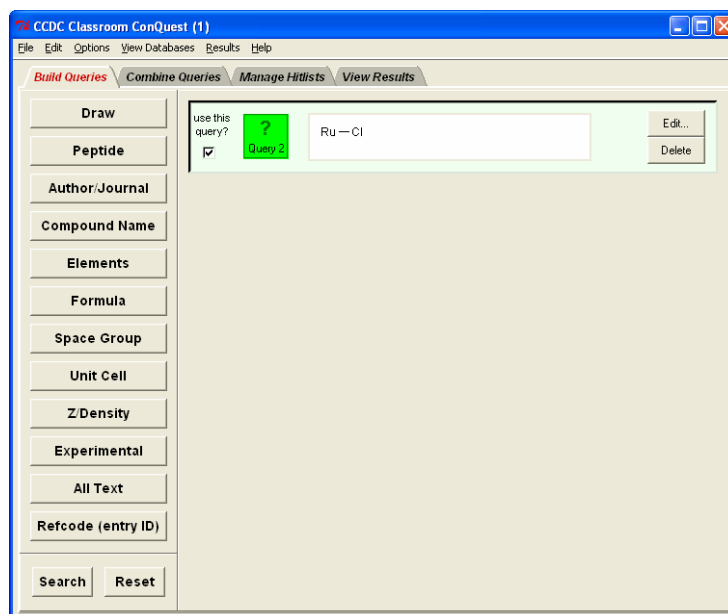 CCDC Classroom ConQuest (1)
File Edit Options View Databases Results Help
Build Queries Combine Queries Manage Hitlists View Results
Draw
Peptide
Author/Journal
Compound Name
Elements
Formula
Space Group
Unit Cell
Z/Density
Experimental
All Text
Refcode (entry ID)
Search Reset
use this
query?
?
Query 2
Ru—Cl
Edit...
Delete